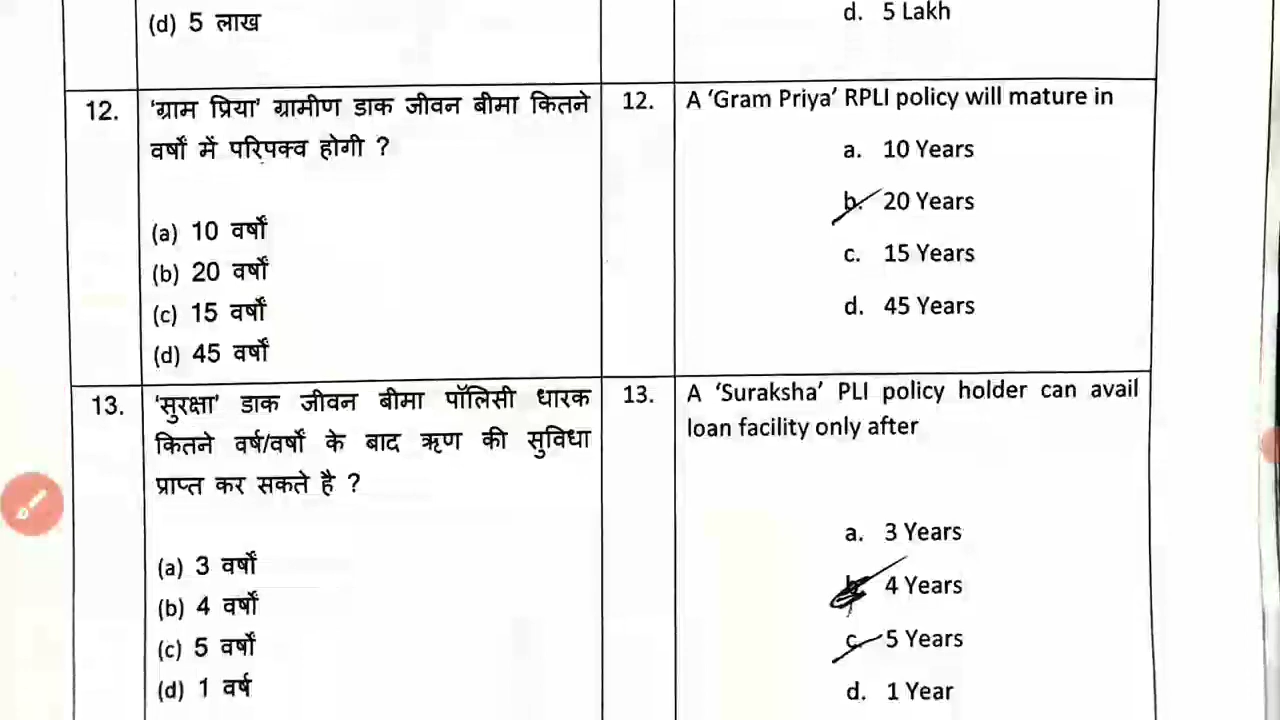 (d) 5 लाख
d. 5 Lakh
12.
'ग्राम प्रिया' ग्रामीण डाक जीवन बीमा कितने
वर्षों में परिपक्व होगी ?
(a) 10 वर्षों
(b) 20 वर्षों
(c) 15 वर्षों
(d) 45 वर्षों
12.
A ‘Gram Priya’ RPLI policy will mature in
a. 10 Years
b. 20 Years
c. 15 Years
d. 45 Years
13.
'सुरक्षा' डाक जीवन बीमा पॉलिसी धारक
कितने वर्ष/वर्षों के बाद ऋण की सुविधा
प्राप्त कर सकते है ?
(a) 3 वर्षों
(b) 4 वर्षों
(c) 5 वर्षों
(d) 1 वर्ष
13.
A ‘Suraksha’ PLI policy holder can avail
loan facility only after
a. 3 Years
4 Years
c. 5 Years
d. 1 Year